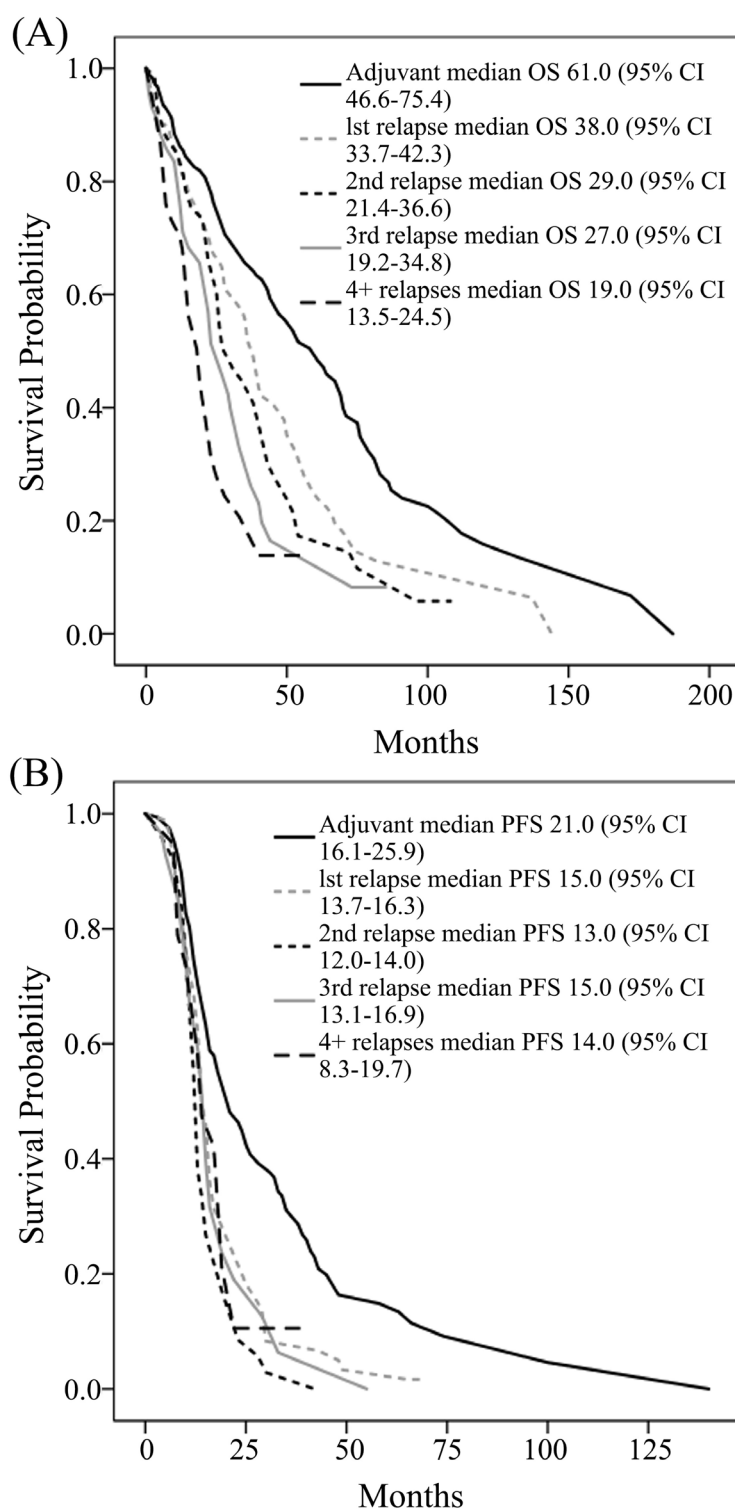 (A)
Adjuvant median OS 61.0 (95% CI
46.6-75.4)
lst relapse median OS 38.0 (95% CI
33.7-42.3)
2nd relapse median OS 29.0 (95% CI
21.4-36.6)
3rd relapse median OS 27.0 (95% CI
19.2-34.8)
4+ relapses median OS 19.0 (95% CI
13.5-24.5)
Survival Probability
1.0
0.8
0.6
0.4
0.2
0.0
0 50 100 150 200
Months
(B)
Adjuvant median PFS 21.0 (95% CI
16.1-25.9)
lst relapse median PFS 15.0 (95% CI
13.7-16.3)
2nd relapse median PFS 13.0 (95% CI
12.0-14.0)
3rd relapse median PFS 15.0 (95% CI
13.1-16.9)
4+ relapses median PFS 14.0 (95% CI
8.3-19.7)
Survival Probability
1.0
0.8
0.6
0.4
0.2
0.0
0 25 50 75 100 125
Months